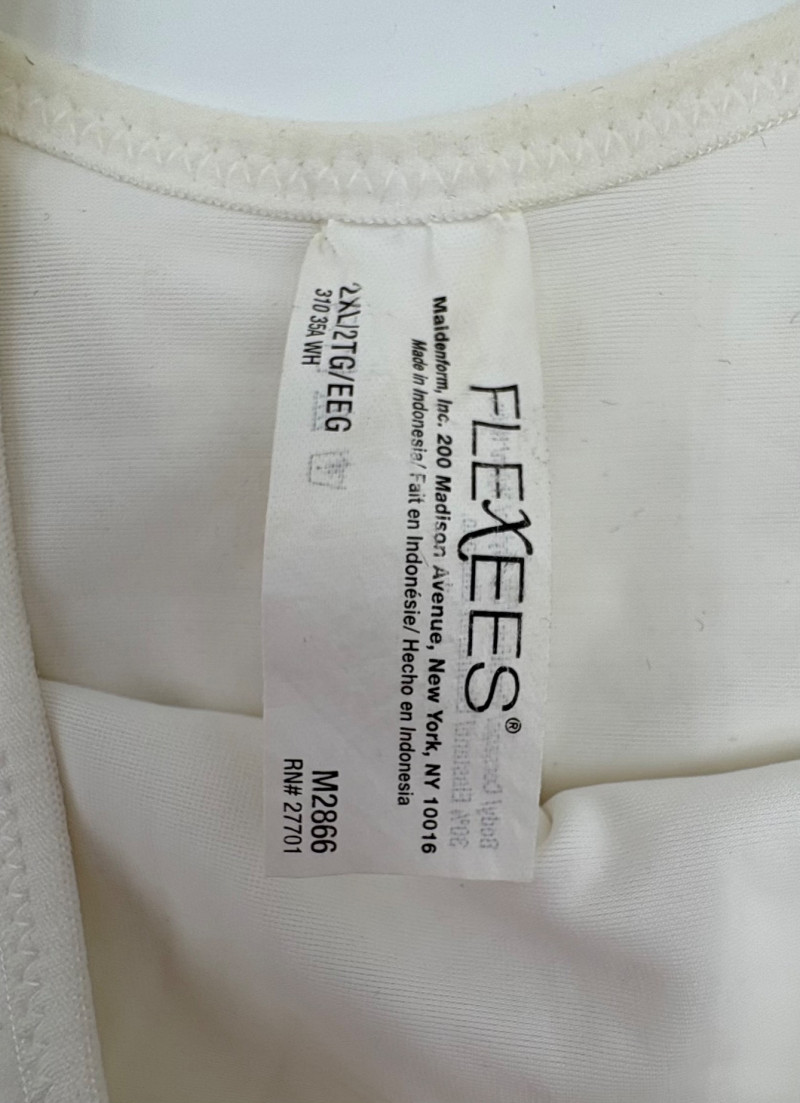 FLEXEES®
Maidenform, Inc. 200 Madison Avenue, New York, NY 10016
Made in Indonesia/ Fait en Indonésie/ Hecho en Indonesia
2XL/2TG/EEG
310 35A WH
M2866
RN# 27701